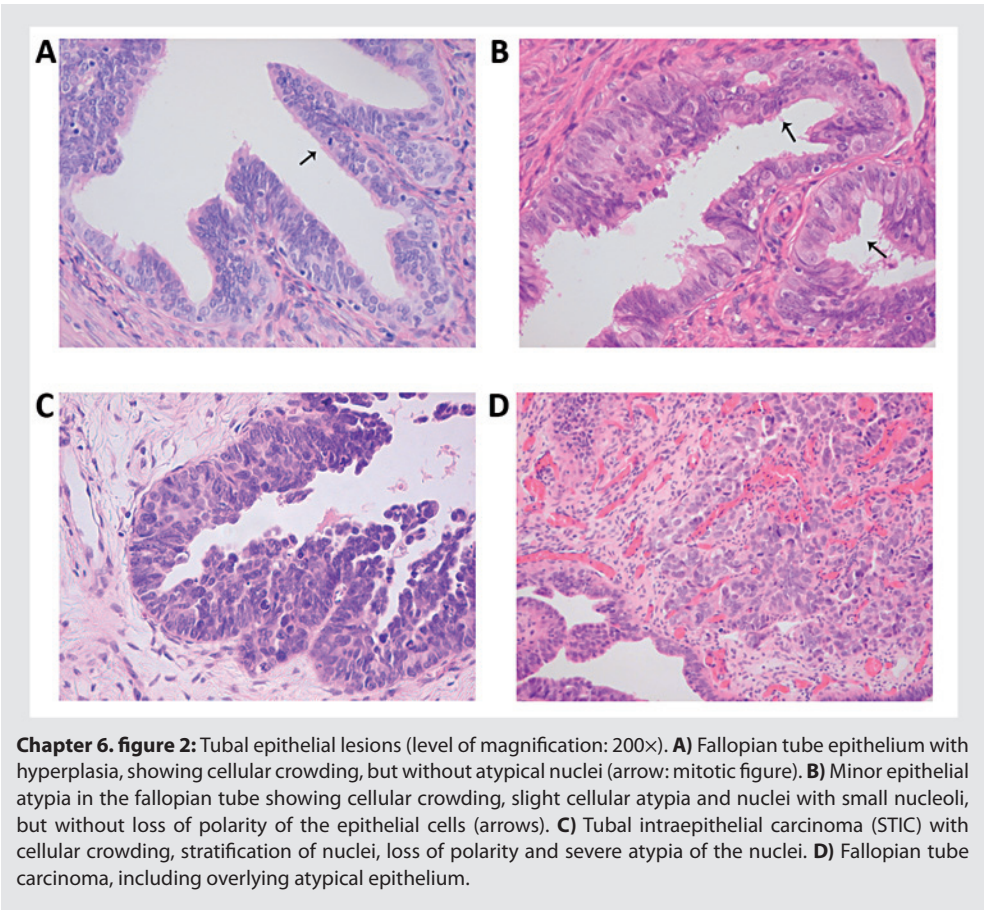 A
B
C
D
Chapter 6. figure 2: Tubal epithelial lesions (level of magnification: 200×). A) Fallopian tube epithelium with
hyperplasia, showing cellular crowding, but without atypical nuclei (arrow: mitotic figure). B) Minor epithelial
atypia in the fallopian tube showing cellular crowding, slight cellular atypia and nuclei with small nucleoli,
but without loss of polarity of the epithelial cells (arrows). C) Tubal intraepithelial carcinoma (STIC) with
cellular crowding, stratification of nuclei, loss of polarity and severe atypia of the nuclei. D) Fallopian tube
carcinoma, including overlying atypical epithelium.